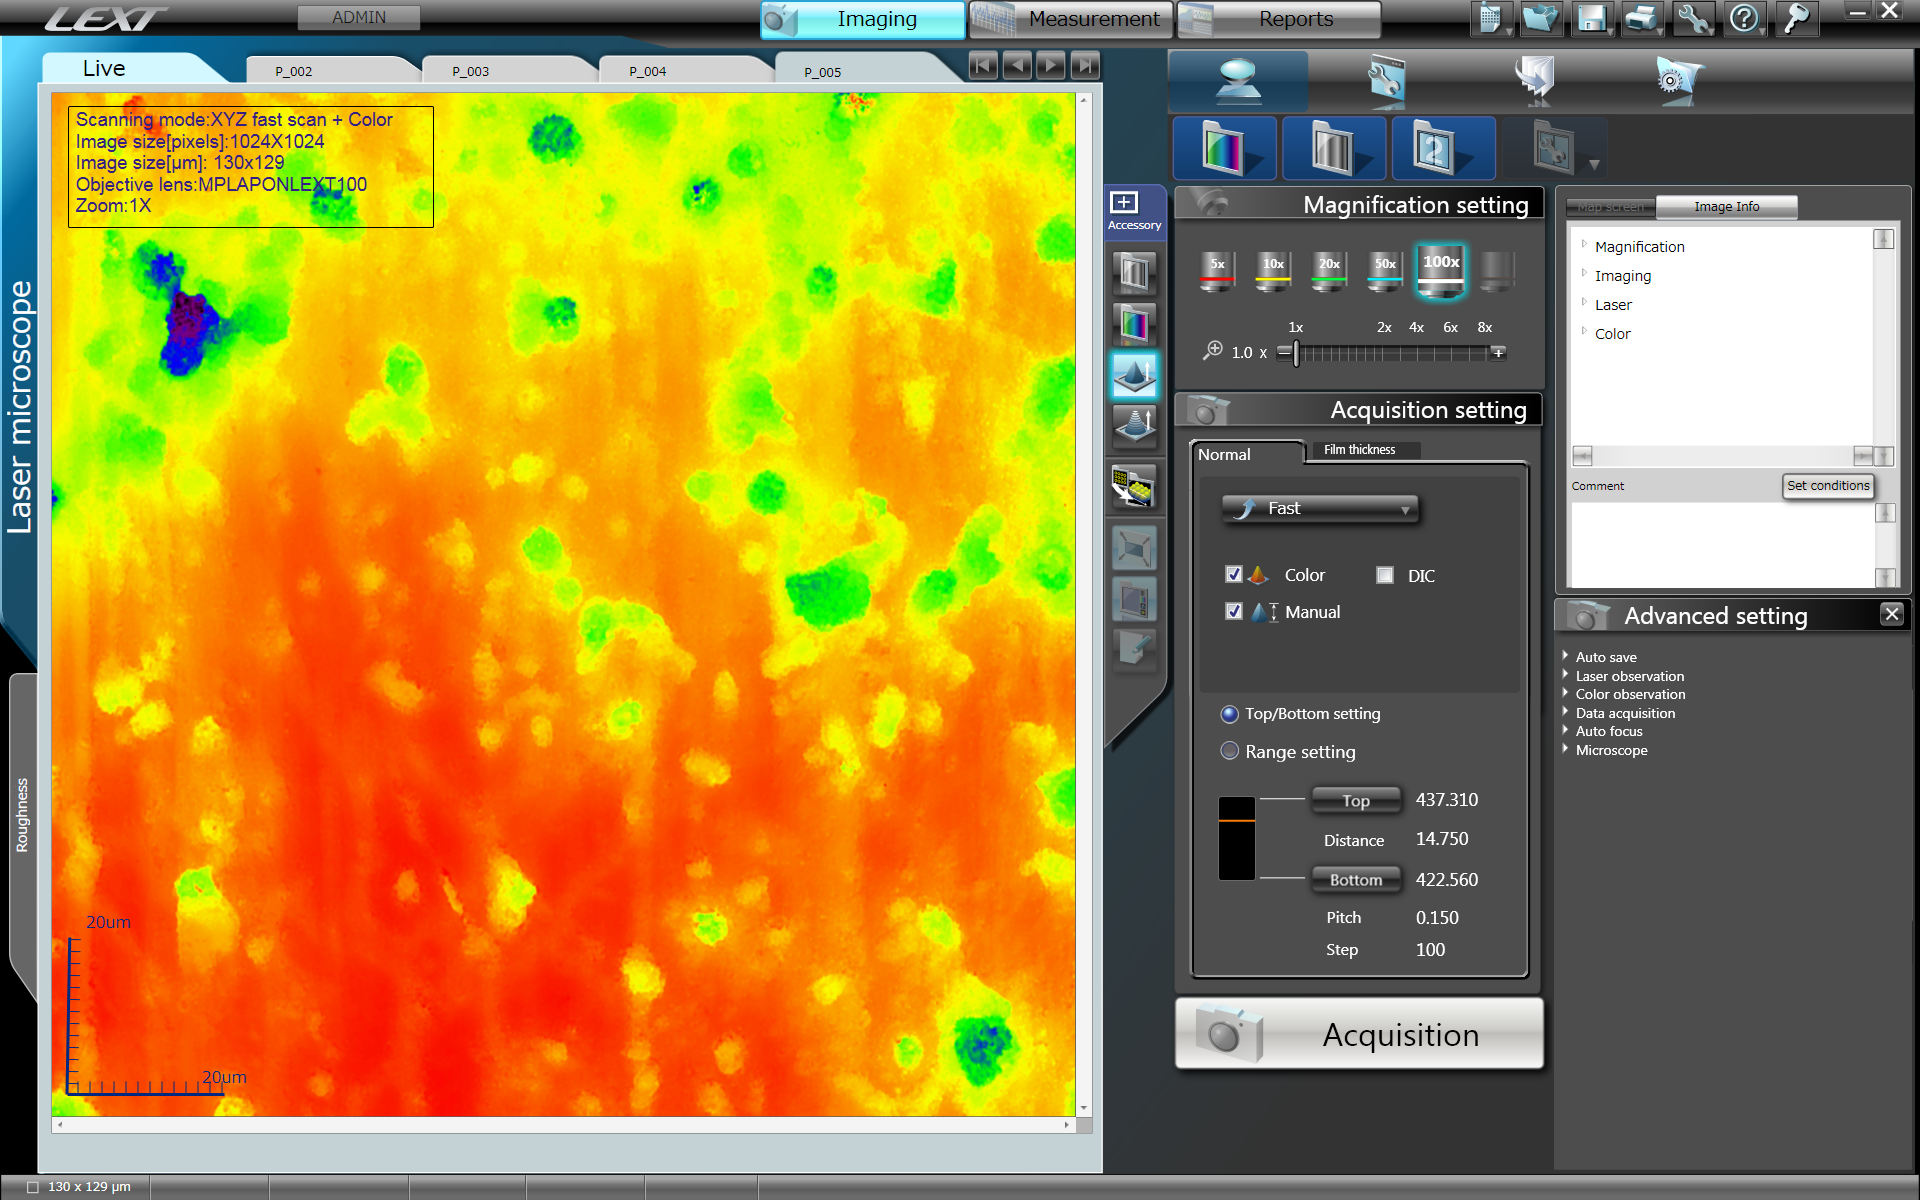 LEXT
ADMIN
Imaging
Measurement
Reports
Live
P_002
P_003
P_004
P_005
Scanning mode:XYZ fast scan + Color
Image size[pixels]:1024X1024
Image size[µm]: 130x129
Objective lens:MPLAPONLEXT100
Zoom:1X
Laser microscope
Roughness
20um
20um
130 x 129 µm
Accessory
2
Magnification setting
5x
10x
20x
50x
100x
1x
2x
4x
6x
8x
1.0 x
Acquisition setting
Normal
Film thickness
Fast
Color
DIC
Manual
Top/Bottom setting
Range setting
Top
437.310
Distance
14.750
Bottom
422.560
Pitch
0.150
Step
100
Acquisition
Map screen
Image Info
Magnification
Imaging
Laser
Color
Comment
Set conditions
Advanced setting
Auto save
Laser observation
Color observation
Data acquisition
Auto focus
Microscope